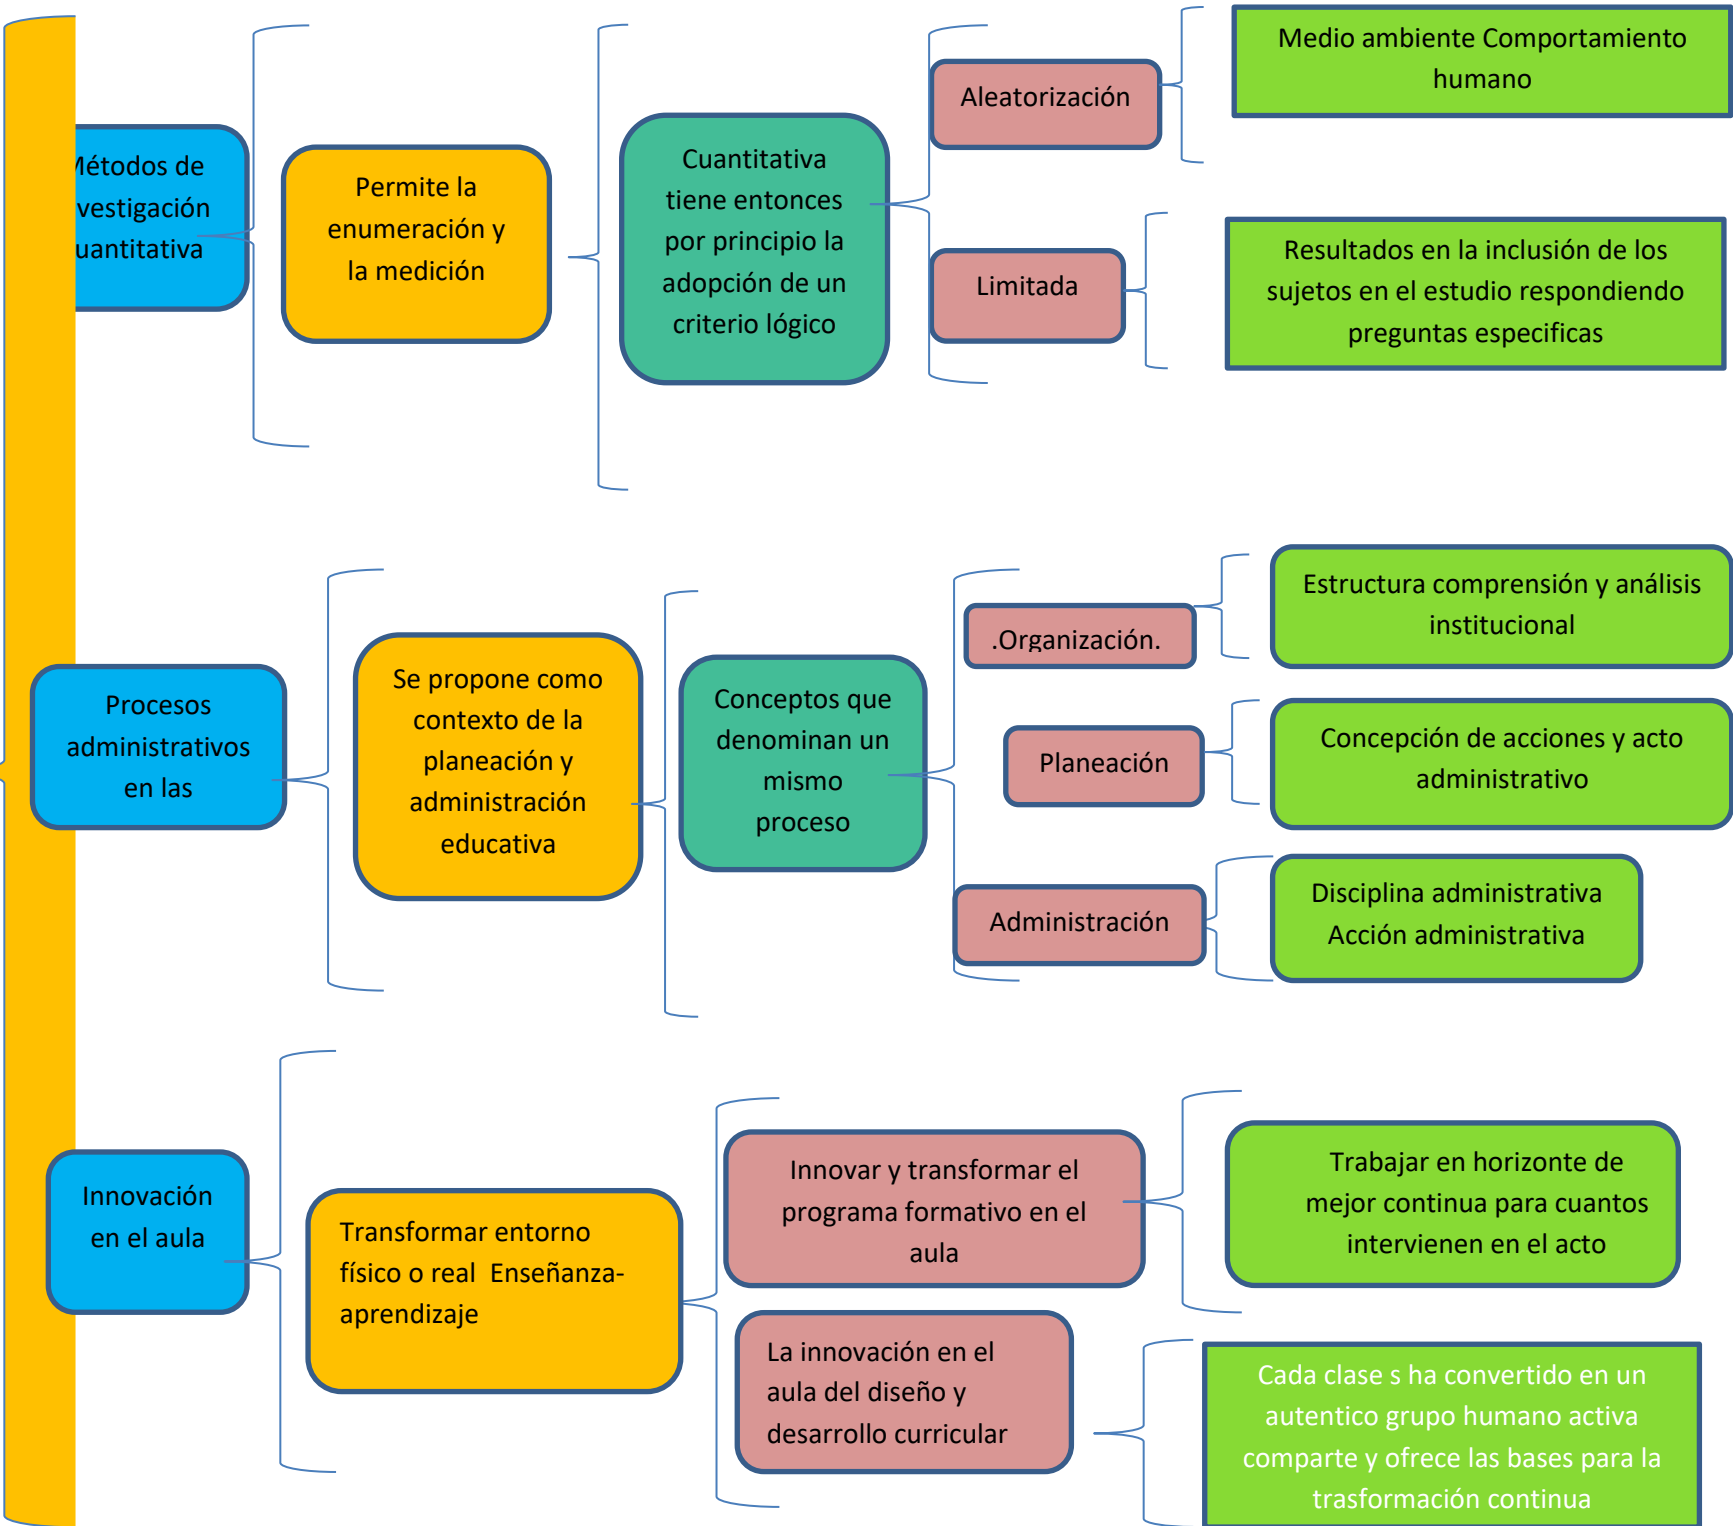 Métodos de
vestigación
uantitativa
Permite la
enumeración y
la medición
Cuantitativa
tiene entonces
por principio la
adopción de un
criterio lógico
Aleatorización
Medio ambiente Comportamiento
humano
Limitada
Resultados en la inclusión de los
sujetos en el estudio respondiendo
preguntas especificas
Procesos
administrativos
en las
Se propone como
contexto de la
planeación y
administración
educativa
Conceptos que
denominan un
mismo
proceso
.Organización.
Estructura comprensión y análisis
institucional
Planeación
Concepción de acciones y acto
administrativo
Administración
Disciplina administrativa
Acción administrativa
Innovación
en el aula
Transformar entorno
físico o real  Enseñanza-
aprendizaje
Innovar y transformar el
programa formativo en el
aula
Trabajar en horizonte de
mejor continua para cuantos
intervienen en el acto
La innovación en el
aula del diseño y
desarrollo curricular
Cada clase s ha convertido en un
autentico grupo humano activa
comparte y ofrece las bases para la
trasformación continua